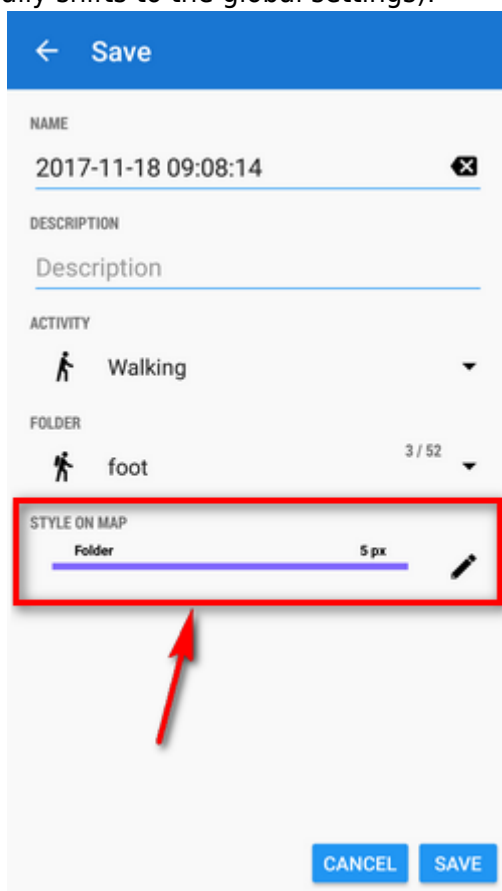 ally shifts to the global settings).
Save
NAME
2017-11-18 09:08:14
DESCRIPTION
Description
ACTIVITY
Walking
FOLDER
foot 3 / 52
STYLE ON MAP
Folder 5 px
CANCEL SAVE